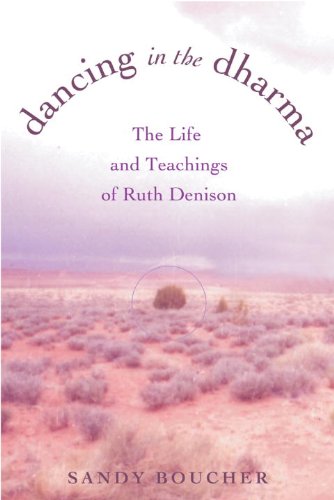 dancing in the dharma
The Life
and Teachings
of Ruth Denison
SANDY BOUCHER